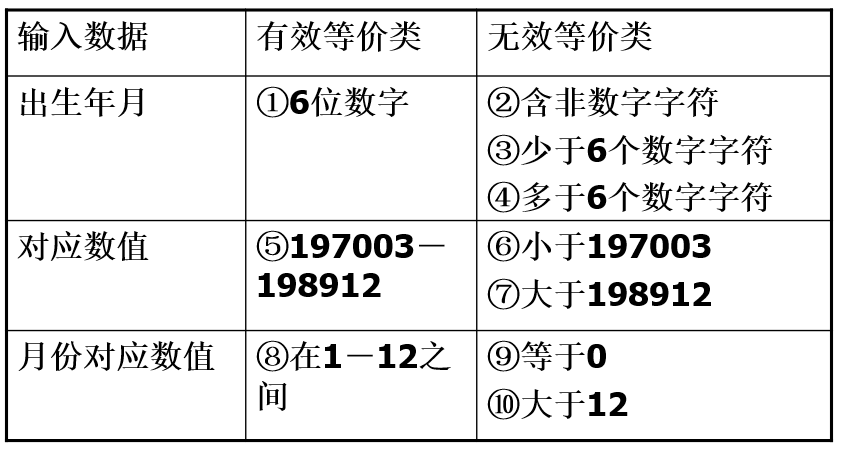 输入数据 有效等价类 无效等价类
出生年月 ①6位数字 ②含非数字字符
③少于6个数字字符
④多于6个数字字符
对应数值 ⑤197003－ ⑥小于197003
198912 ⑦大于198912
月份对应数值 ⑧在1－12之 ⑨等于0
间 ⑩大于12